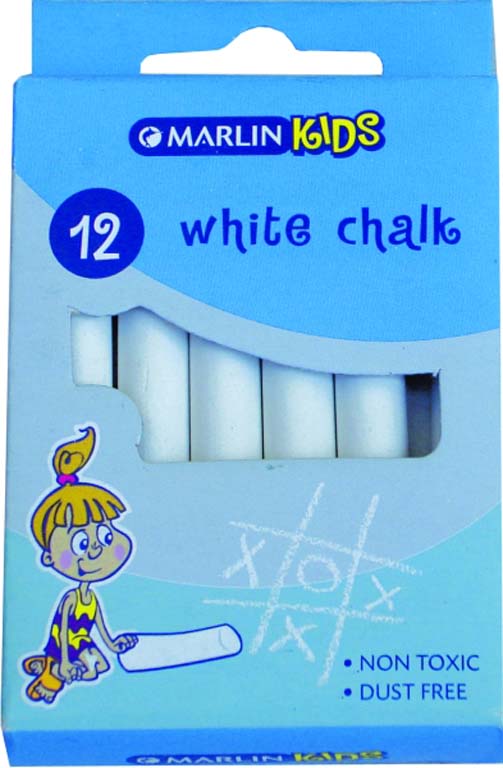 MARLIN KIDS
12 white chalk
X O X
X
• NON TOXIC
• DUST FREE
MARLIN KIDS